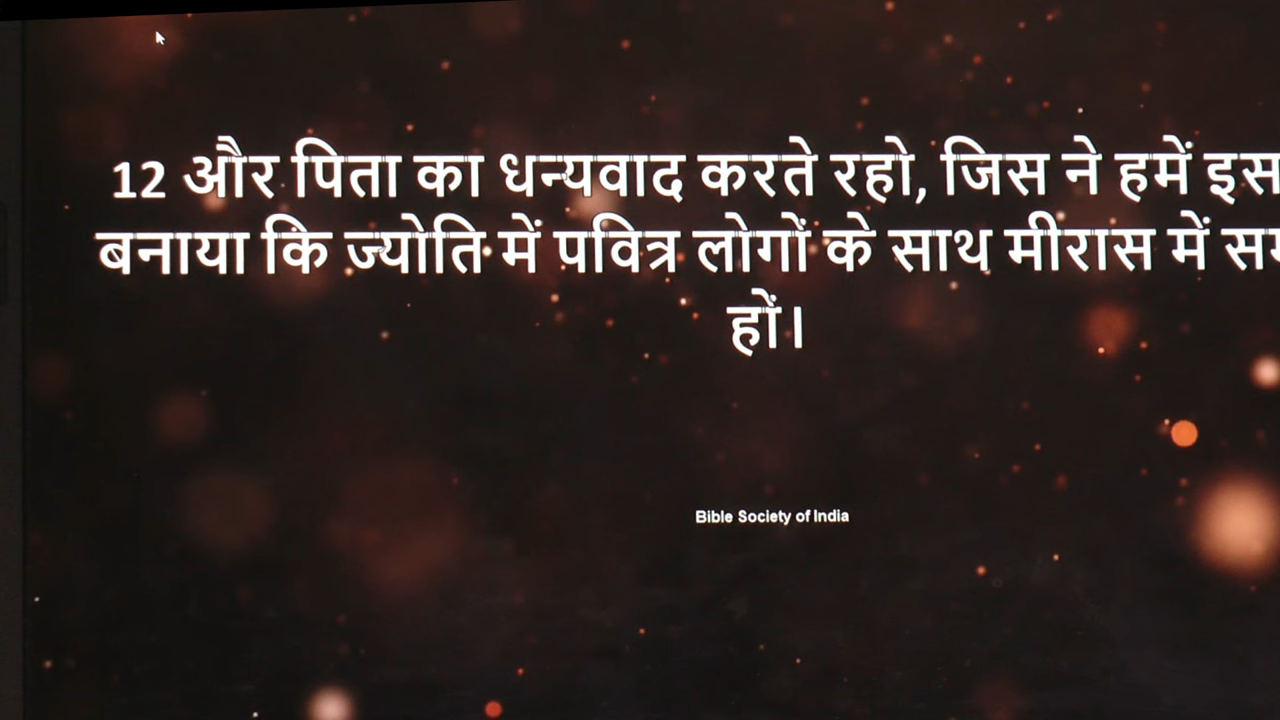 12 और पिता का धन्यवाद करते रहो, जिस ने हमें इस
बनाया कि ज्योति में पवित्र लोगों के साथ मीरास में
हों।
Bible Society of India